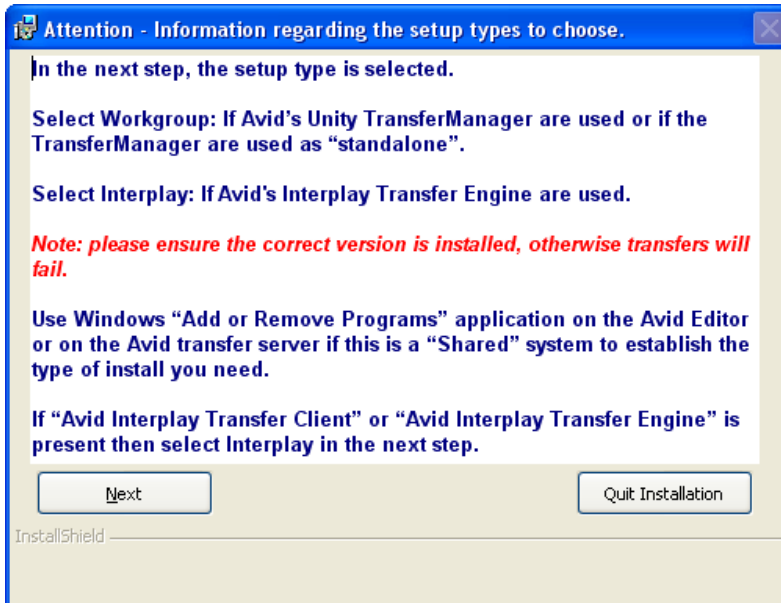 Attention - Information regarding the setup types to choose.
In the next step, the setup type is selected.
Select Workgroup: If Avid's Unity TransferManager are used or if the
TransferManager are used as “standalone”.
Select Interplay: If Avid's Interplay Transfer Engine are used.
Note: please ensure the correct version is installed, otherwise transfers will
fail.
Use Windows “Add or Remove Programs” application on the Avid Editor
or on the Avid transfer server if this is a “Shared” system to establish the
type of install you need.
If “Avid Interplay Transfer Client” or “Avid Interplay Transfer Engine” is
present then select Interplay in the next step.
Next
Quit Installation
InstallShield